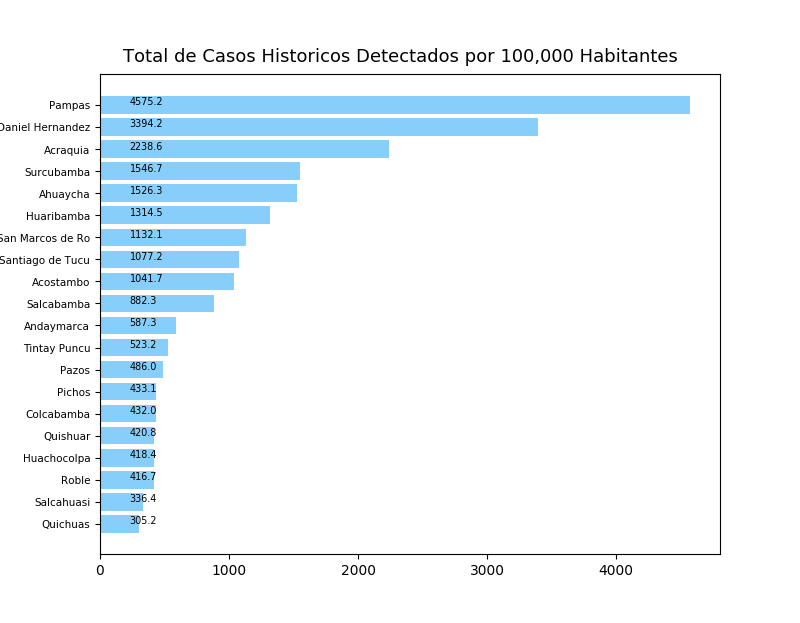 Total de Casos Historicos Detectados por 100,000 Habitantes
Pampas 4575.2
Daniel Hernandez 3394.2
Acraquia 2238.6
Surcubamba 1546.7
Ahuaycha 1526.3
Huaribamba 1314.5
San Marcos de Ro 1132.1
Santiago de Tucu 1077.2
Acostambo 1041.7
Salcabamba 882.3
Andaymarca 587.3
Tintay Puncu 523.2
Pazos 486.0
Pichos 433.1
Colcabamba 432.0
Quishuar 420.8
Huachocolpa 418.4
Roble 416.7
Salcahuasi 336.4
Quichuas 305.2
0 1000 2000 3000 4000